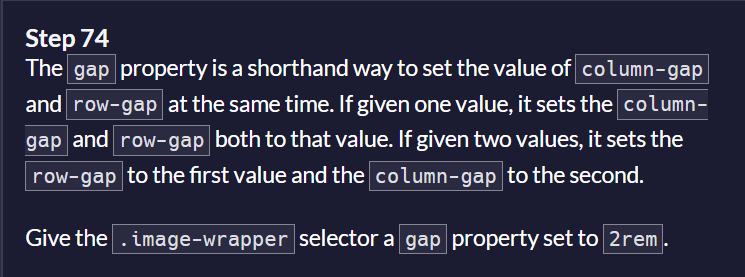 Step 74
The gap property is a shorthand way to set the value of column-gap
and row-gap at the same time. If given one value, it sets the column-
gap and row-gap both to that value. If given two values, it sets the
row-gap to the first value and the column-gap to the second.
Give the .image-wrapper selector a gap property set to 2rem.